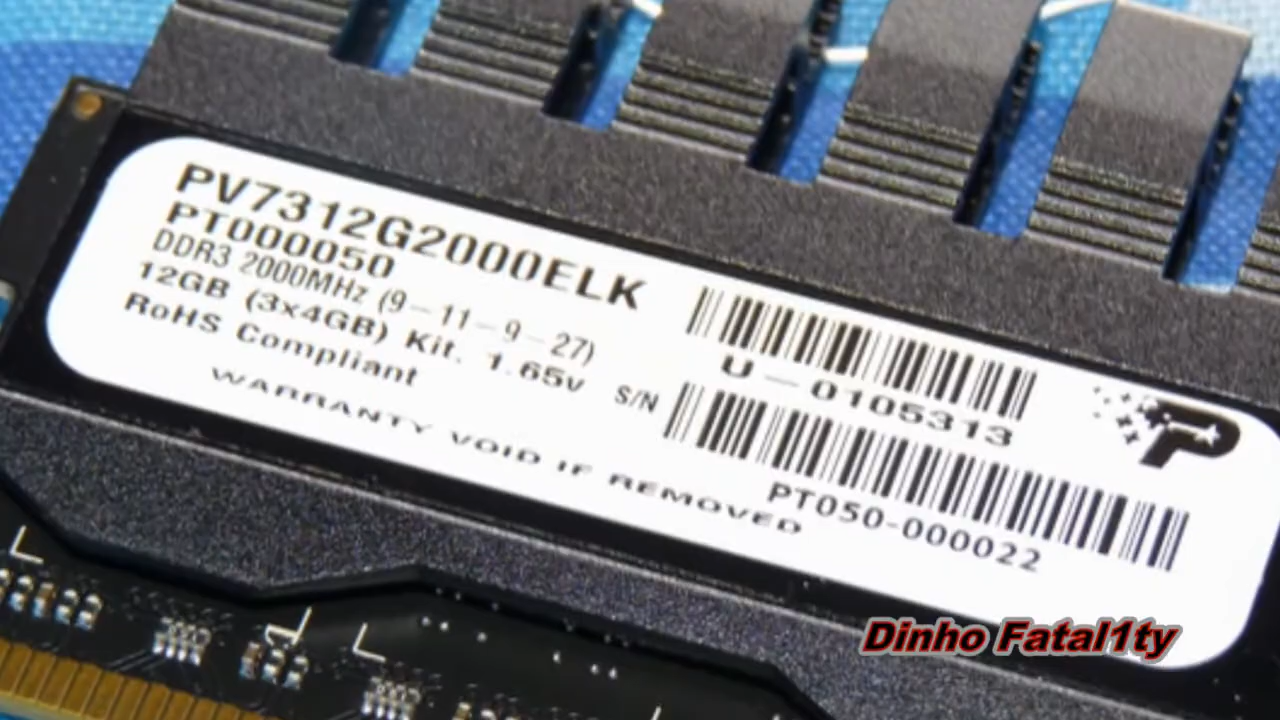 PV7312G2000ELK
PT000050
DDR3 2000MHz (9-11-9-27)
12GB (3x4GB) Kit. 1.65v
RoHS Compliant
WARRANTY VOID IF REMOVED
U-0105313
S/N
PT050-000022
P
Dinho Fatal1ty